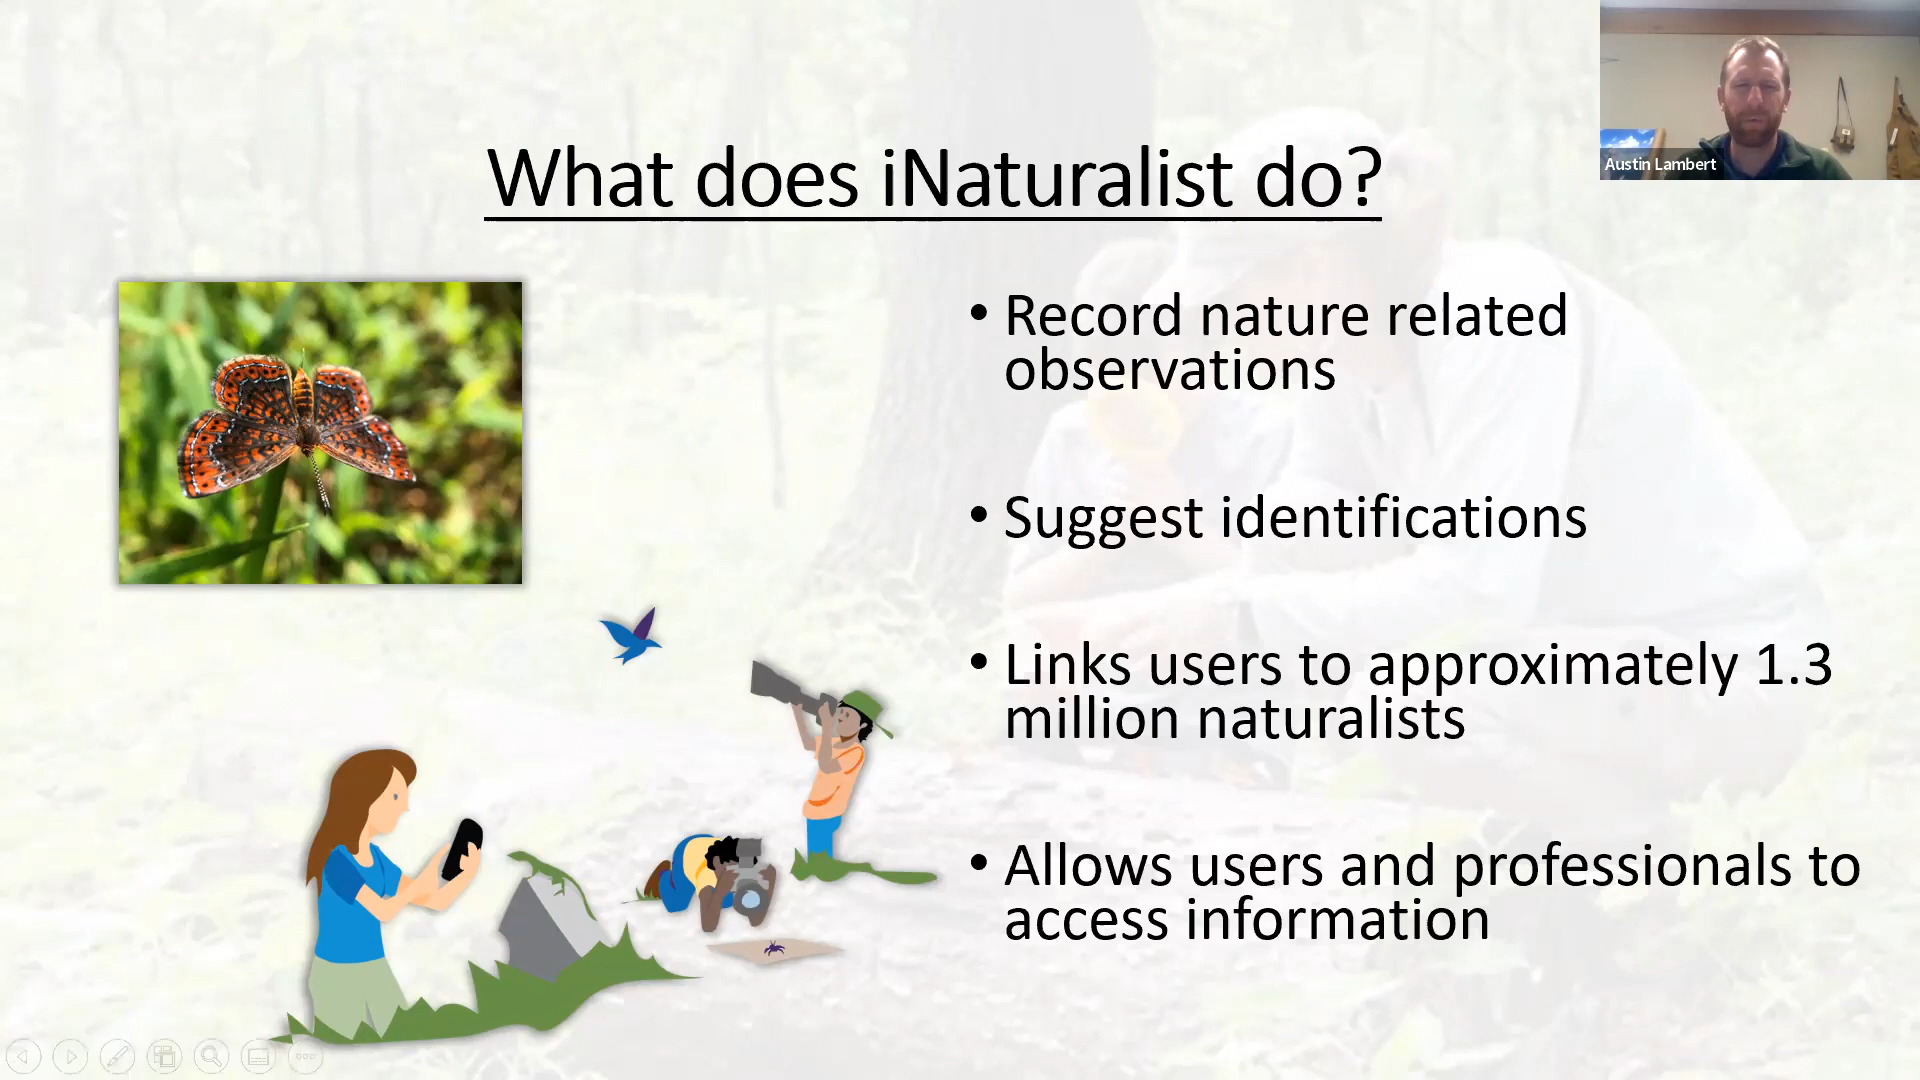 What does iNaturalist do?
Austin Lambert
• Record nature related
observations
• Suggest identifications
• Links users to approximately 1.3
million naturalists
• Allows users and professionals to
access information